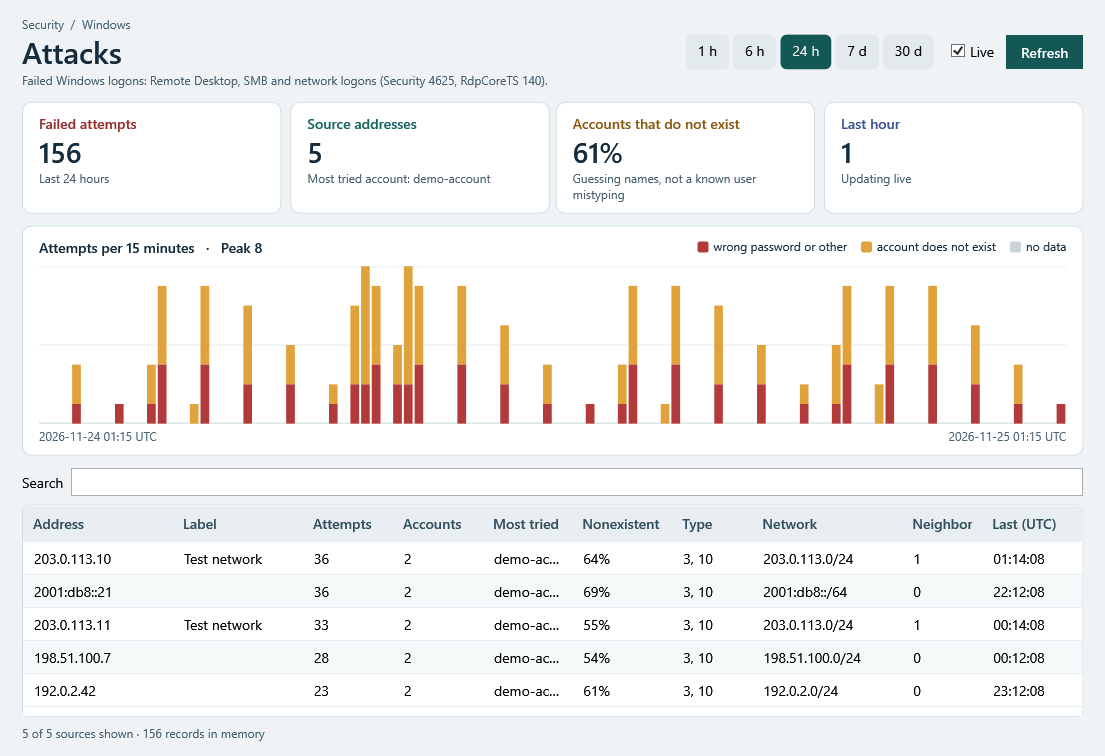 Security / Windows
Attacks
Failed Windows logons: Remote Desktop, SMB and network logons (Security 4625, RdpCoreTS 140).
1 h 6 h 24 h 7 d 30 d Live Refresh
Failed attempts
156
Last 24 hours
Source addresses
5
Most tried account: demo-account
Accounts that do not exist
61%
Guessing names, not a known user
mistyping
Last hour
1
Updating live
Attempts per 15 minutes · Peak 8
wrong password or other account does not exist no data
2026-11-24 01:15 UTC 2026-11-25 01:15 UTC
Search
Address Label Attempts Accounts Most tried Nonexistent Type Network Neighbor Last (UTC)
203.0.113.10 Test network 36 2 demo-ac... 64% 3, 10 203.0.113.0/24 1 01:14:08
2001:db8::21 36 2 demo-ac... 69% 3, 10 2001:db8::/64 0 22:12:08
203.0.113.11 Test network 33 2 demo-ac... 55% 3, 10 203.0.113.0/24 1 00:14:08
198.51.100.7 28 2 demo-ac... 54% 3, 10 198.51.100.0/24 0 00:12:08
192.0.2.42 23 2 demo-ac... 61% 3, 10 192.0.2.0/24 0 23:12:08
5 of 5 sources shown · 156 records in memory